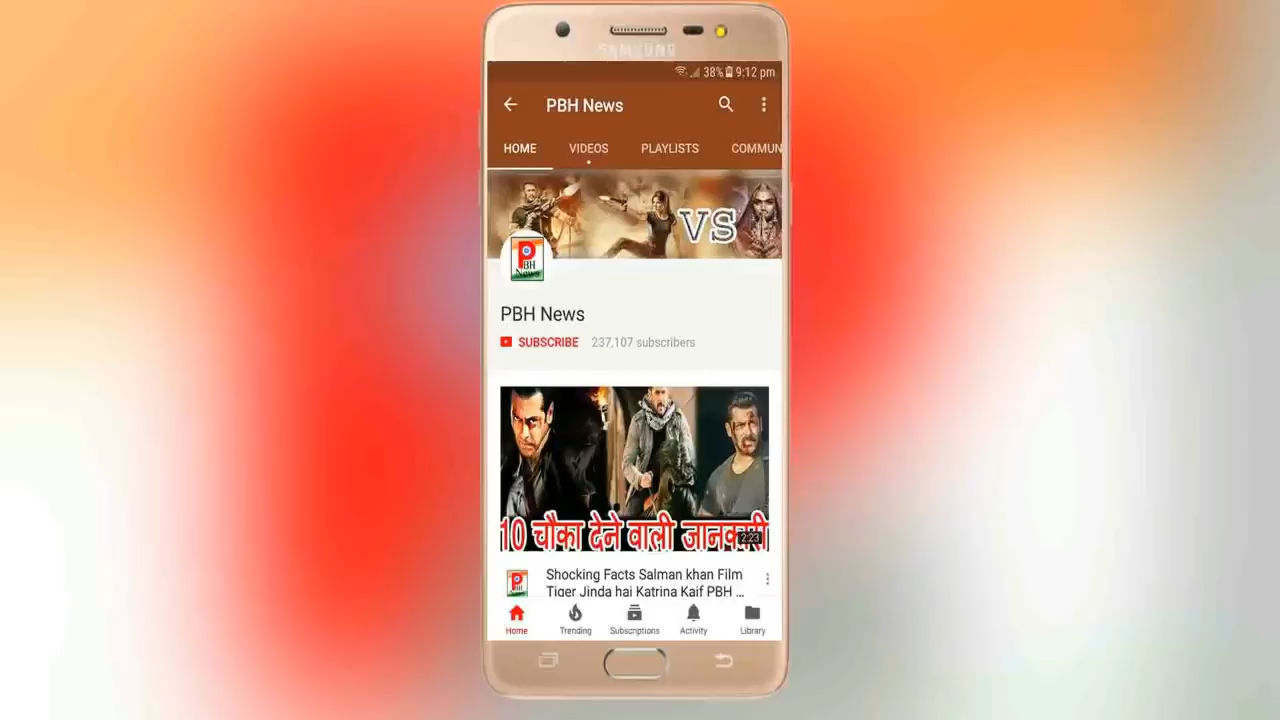 SAMSUNG
38% 9:12 pm
PBH News
HOME VIDEOS PLAYLISTS COMMUN
VS
P
BH
News
PBH News
SUBSCRIBE 237,107 subscribers
10 चौका देने वाली जानकारी
2:23
Shocking Facts Salman khan Film
Tiger Jinda hai Katrina Kaif PBH ...
Home Trending Subscriptions Activity Library